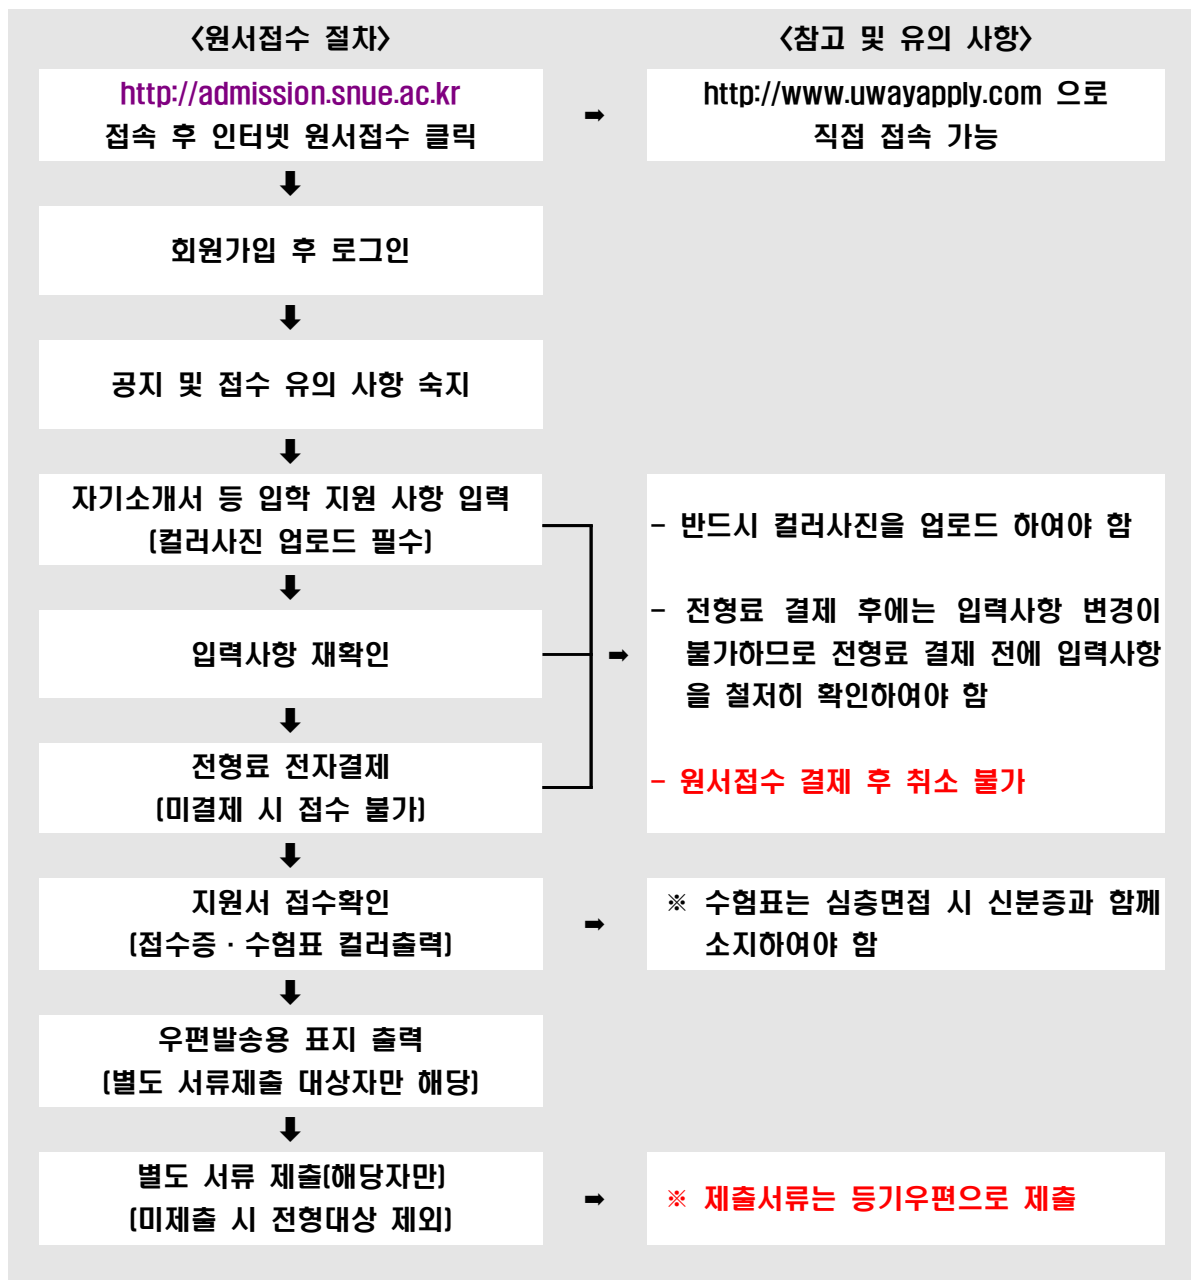 <원서접수 절차>
<참고 및 유의 사항>
http://admission.snue.ac.kr
접속 후 인터넷 원서접수 클릭
➡
http://www.uwayapply.com 으로
직접 접속 가능
⬇
회원가입 후 로그인
⬇
공지 및 접수 유의 사항 숙지
⬇
자기소개서 등 입학 지원 사항 입력
(컬러사진 업로드 필수)
⬇
입력사항 재확인
⬇
전형료 전자결제
(미결제 시 접수 불가)
➡
- 반드시 컬러사진을 업로드 하여야 함
- 전형료 결제 후에는 입력사항 변경이
불가하므로 전형료 결제 전에 입력사항
을 철저히 확인하여야 함
- 원서접수 결제 후 취소 불가
⬇
지원서 접수확인
(접수증 · 수험표 컬러출력)
➡
※ 수험표는 심층면접 시 신분증과 함께
소지하여야 함
⬇
우편발송용 표지 출력
(별도 서류제출 대상자만 해당)
⬇
별도 서류 제출(해당자만)
(미제출 시 전형대상 제외)
➡
※ 제출서류는 등기우편으로 제출